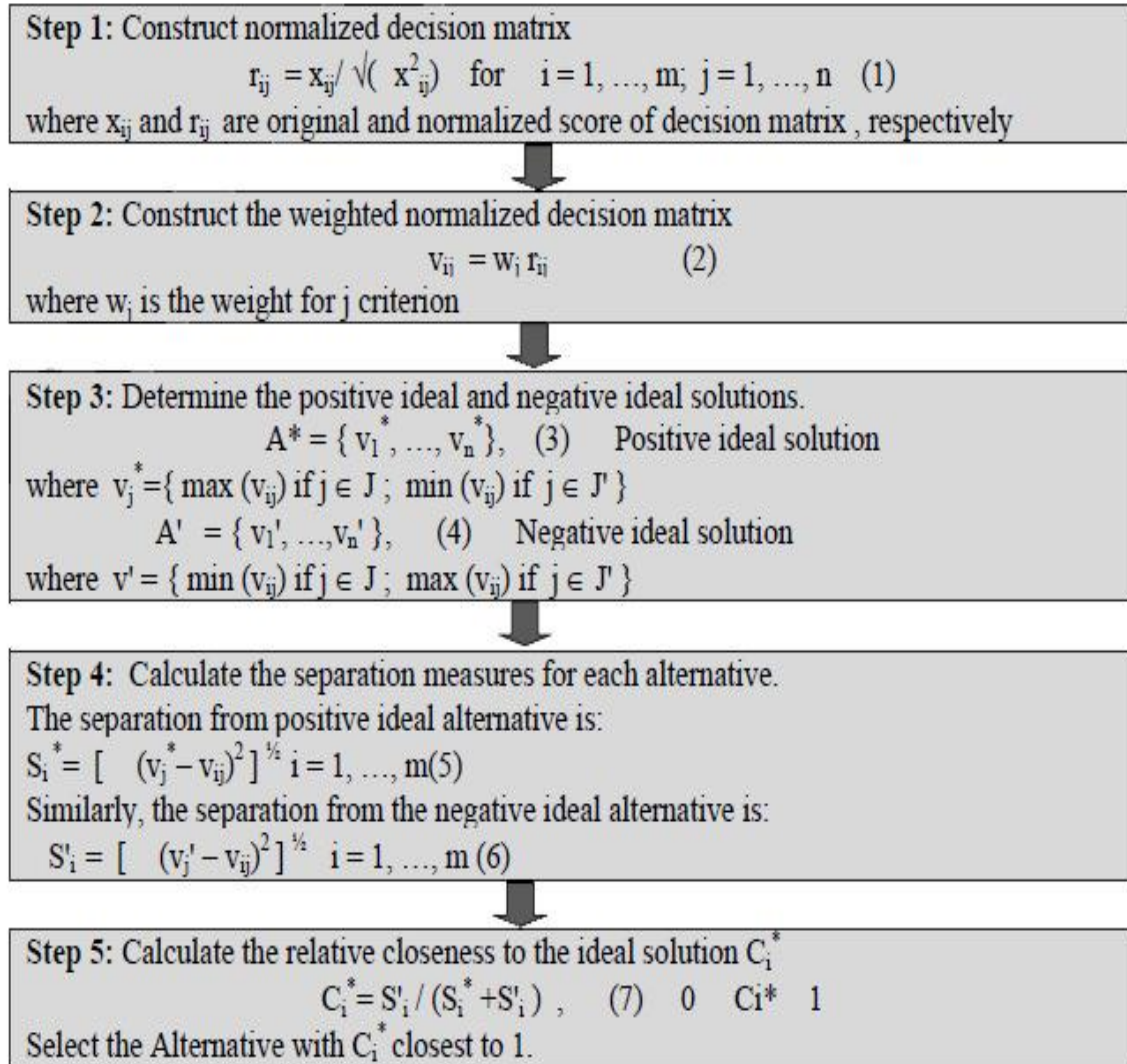 Step 1: Construct normalized decision matrix
r_ij = x_ij/ √( x²_ij) for i = 1, …, m; j = 1, …, n (1)
where x_ij and r_ij are original and normalized score of decision matrix , respectively
Step 2: Construct the weighted normalized decision matrix
v_ij = w_j r_ij (2)
where w_j is the weight for j criterion
Step 3: Determine the positive ideal and negative ideal solutions.
A* = { v_1^*, …, v_n^*}, (3) Positive ideal solution
where v_j^*={ max (v_ij) if j ∈ J ; min (v_ij) if j ∈ J' }
A' = { v_1', …,v_n' }, (4) Negative ideal solution
where v' = { min (v_ij) if j ∈ J ; max (v_ij) if j ∈ J' }
Step 4: Calculate the separation measures for each alternative.
The separation from positive ideal alternative is:
S_i^* = [ (v_j^* – v_ij)² ] ^½ i = 1, …, m(5)
Similarly, the separation from the negative ideal alternative is:
S'_i = [ (v_j' – v_ij)² ] ^½ i = 1, …, m (6)
Step 5: Calculate the relative closeness to the ideal solution C_i^*
C_i^* = S'_i / (S_i^* +S'_i ) , (7) 0 Ci* 1
Select the Alternative with C_i^* closest to 1.